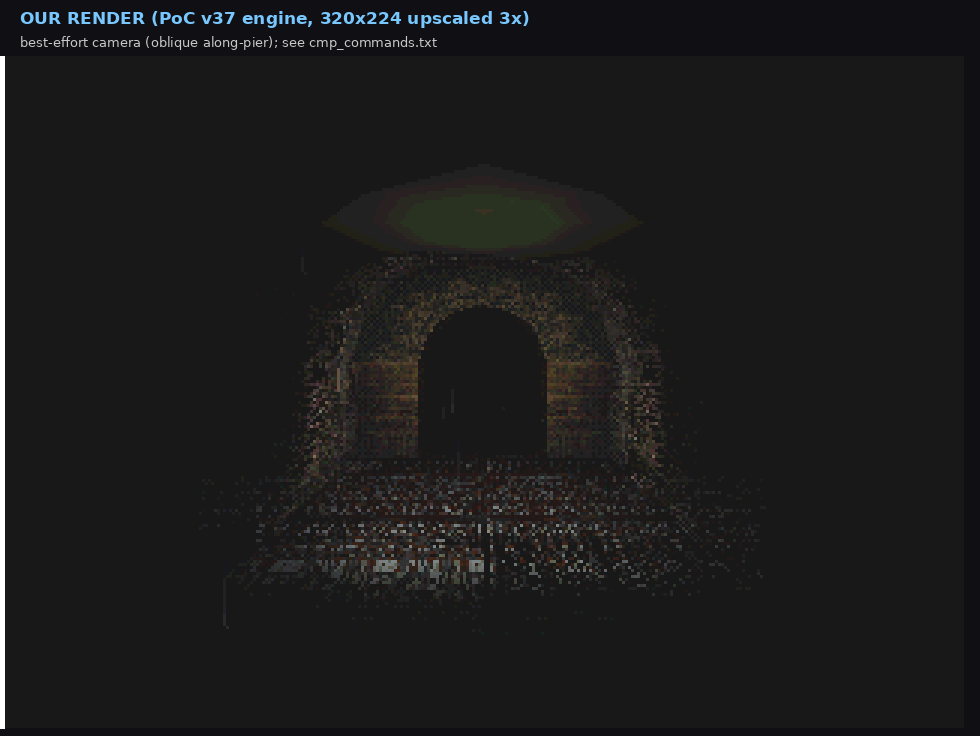 OUR RENDER (PoC v37 engine, 320x224 upscaled 3x)
best-effort camera (oblique along-pier); see cmp_commands.txt